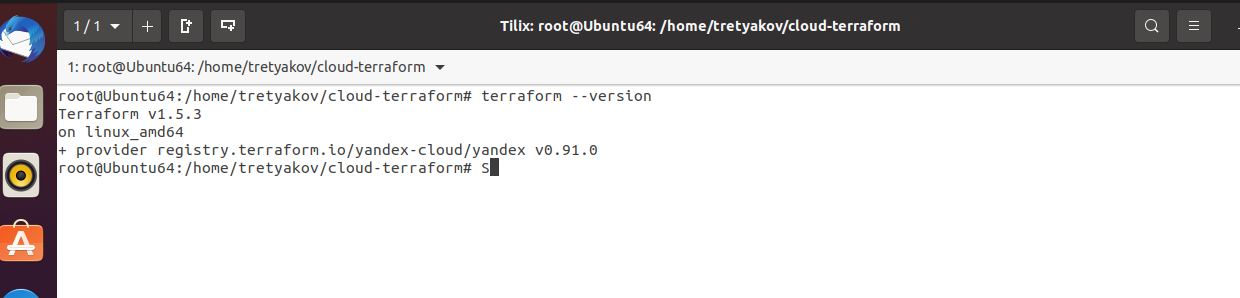 1 / 1
Tilix: root@Ubuntu64: /home/tretyakov/cloud-terraform
1: root@Ubuntu64: /home/tretyakov/cloud-terraform
root@Ubuntu64:/home/tretyakov/cloud-terraform# terraform --version
Terraform v1.5.3
on linux_amd64
+ provider registry.terraform.io/yandex-cloud/yandex v0.91.0
root@Ubuntu64:/home/tretyakov/cloud-terraform# S